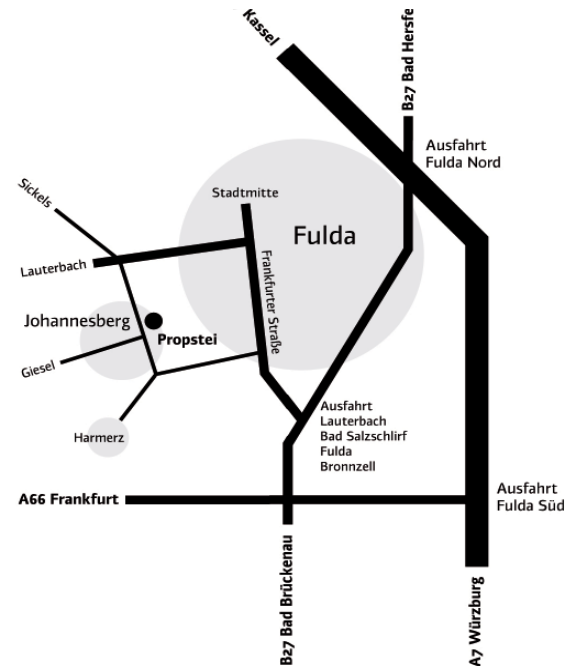 Kassel
B27 Bad Hersfe
Ausfahrt
Fulda Nord
Sickels
Stadtmitte
Fulda
Lauterbach
Frankfurter Straße
Johannesberg
Propstei
Giesel
Harmerz
Ausfahrt
Lauterbach
Bad Salzschlirf
Fulda
Bronnzell
A66 Frankfurt
Ausfahrt
Fulda Süd
B27 Bad Brückenau
A7 Würzburg